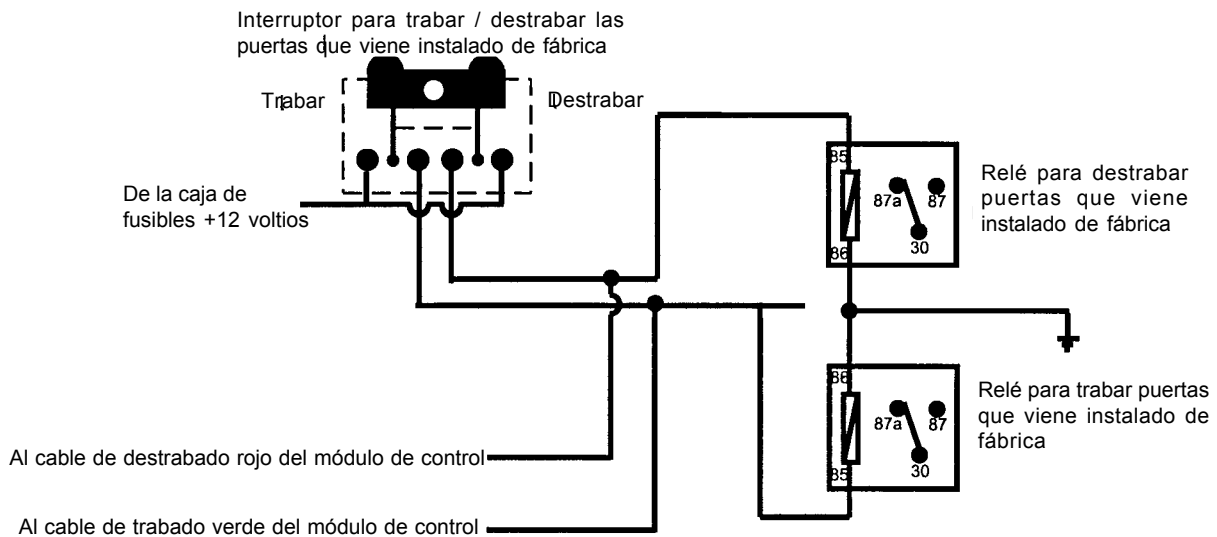 Interruptor para trabar / destrabar las
puertas que viene instalado de fábrica
Trabar
Destrabar
De la caja de
fusibles +12 voltios
85
87a
87
30
86
Relé para destrabar
puertas que viene
instalado de fábrica
86
87a
87
30
85
Relé para trabar puertas
que viene instalado de
fábrica
Al cable de destrabado rojo del módulo de control
Al cable de trabado verde del módulo de control